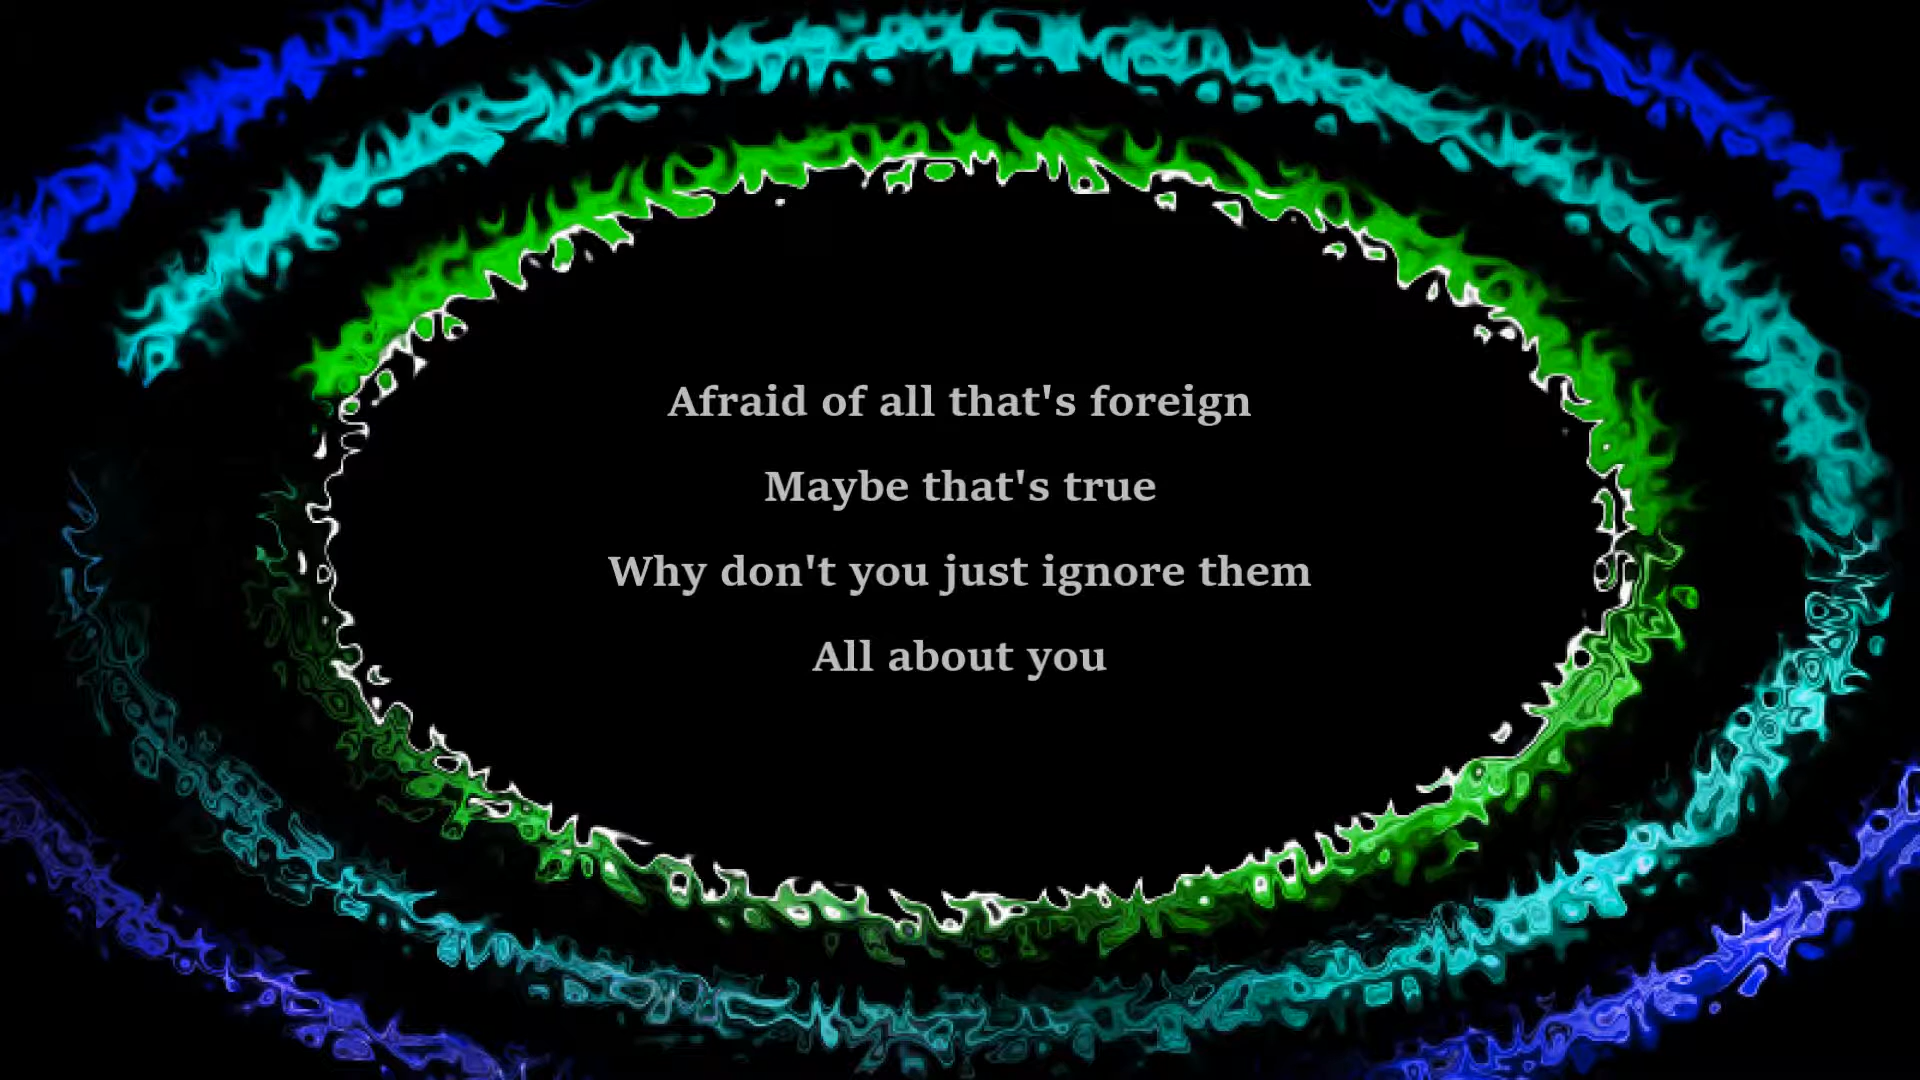 Afraid of all that's foreign
Maybe that's true
Why don't you just ignore them
All about you